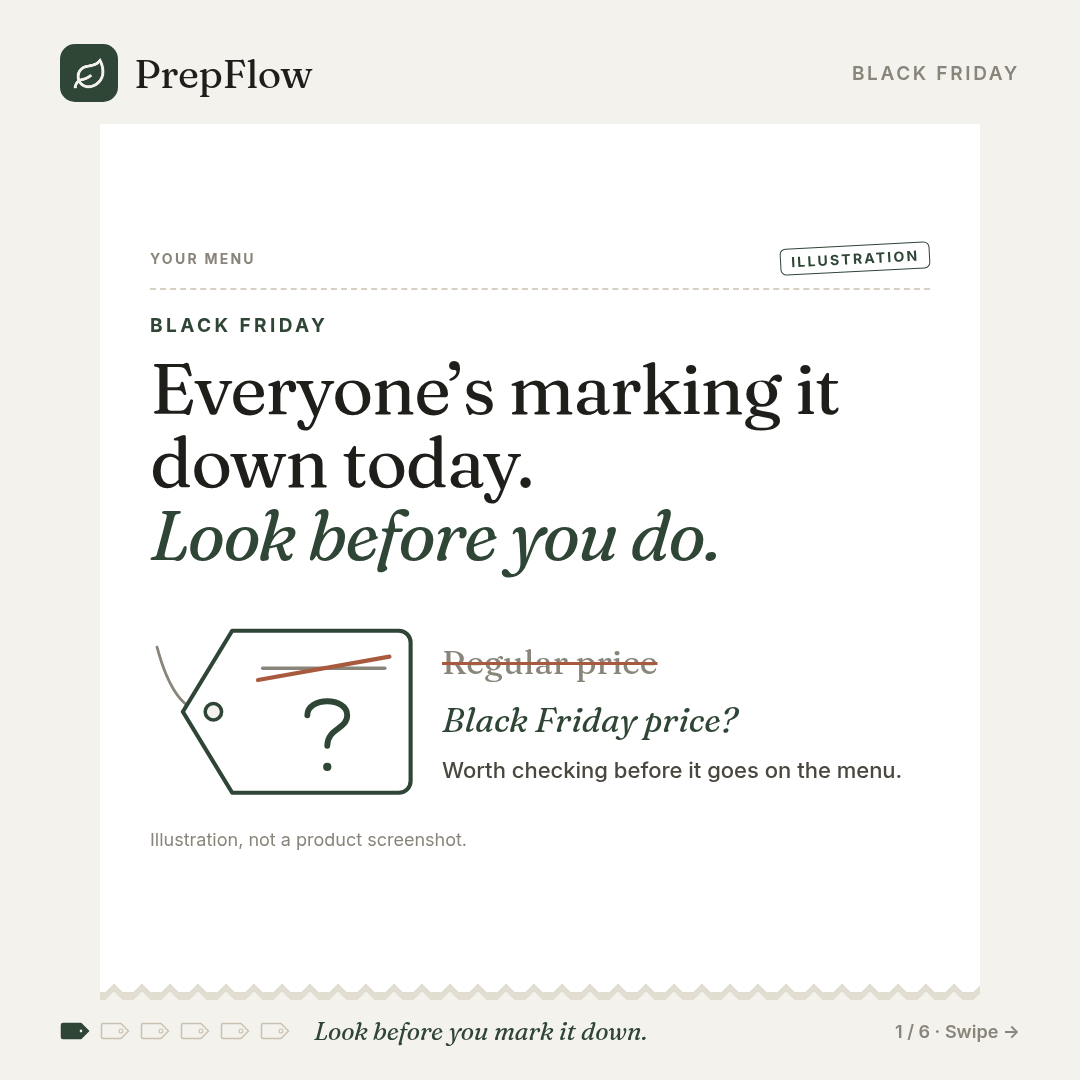 PrepFlow
BLACK FRIDAY
YOUR MENU
ILLUSTRATION
BLACK FRIDAY
Everyone’s marking it
down today.
Look before you do.
?
Regular price
Black Friday price?
Worth checking before it goes on the menu.
Illustration, not a product screenshot.
Look before you mark it down.
1 / 6 · Swipe →